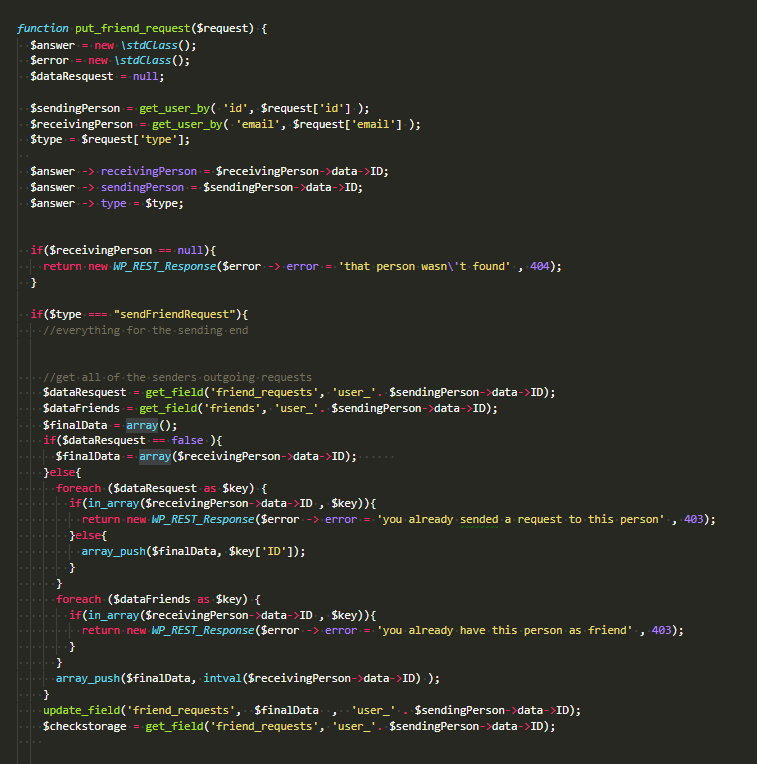 function put_friend_request($request) {
$answer = new \stdClass();
$error = new \stdClass();
$dataResquest = null;
$sendingPerson = get_user_by( 'id', $request['id'] );
$receivingPerson = get_user_by( 'email', $request['email'] );
$type = $request['type'];
$answer -> receivingPerson = $receivingPerson->data->ID;
$answer -> sendingPerson = $sendingPerson->data->ID;
$answer -> type = $type;
if($receivingPerson == null){
return new WP_REST_Response($error -> error = 'that person wasn\'t found' , 404);
}
if($type === "sendFriendRequest"){
//everything for the sending end
//get all of the senders outgoing requests
$dataResquest = get_field('friend_requests', 'user_'. $sendingPerson->data->ID);
$dataFriends = get_field('friends', 'user_'. $sendingPerson->data->ID);
$finalData = array();
if($dataResquest == false ){
$finalData = array($receivingPerson->data->ID);
}else{
foreach ($dataResquest as $key) {
if(in_array($receivingPerson->data->ID , $key)){
return new WP_REST_Response($error -> error = 'you already sended a request to this person' , 403);
}else{
array_push($finalData, $key['ID']);
}
}
foreach ($dataFriends as $key) {
if(in_array($receivingPerson->data->ID , $key)){
return new WP_REST_Response($error -> error = 'you already have this person as friend' , 403);
}
}
array_push($finalData, intval($receivingPerson->data->ID) );
}
update_field('friend_requests',  $finalData  ,  'user_' . $sendingPerson->data->ID);
$checkstorage = get_field('friend_requests', 'user_'. $sendingPerson->data->ID);